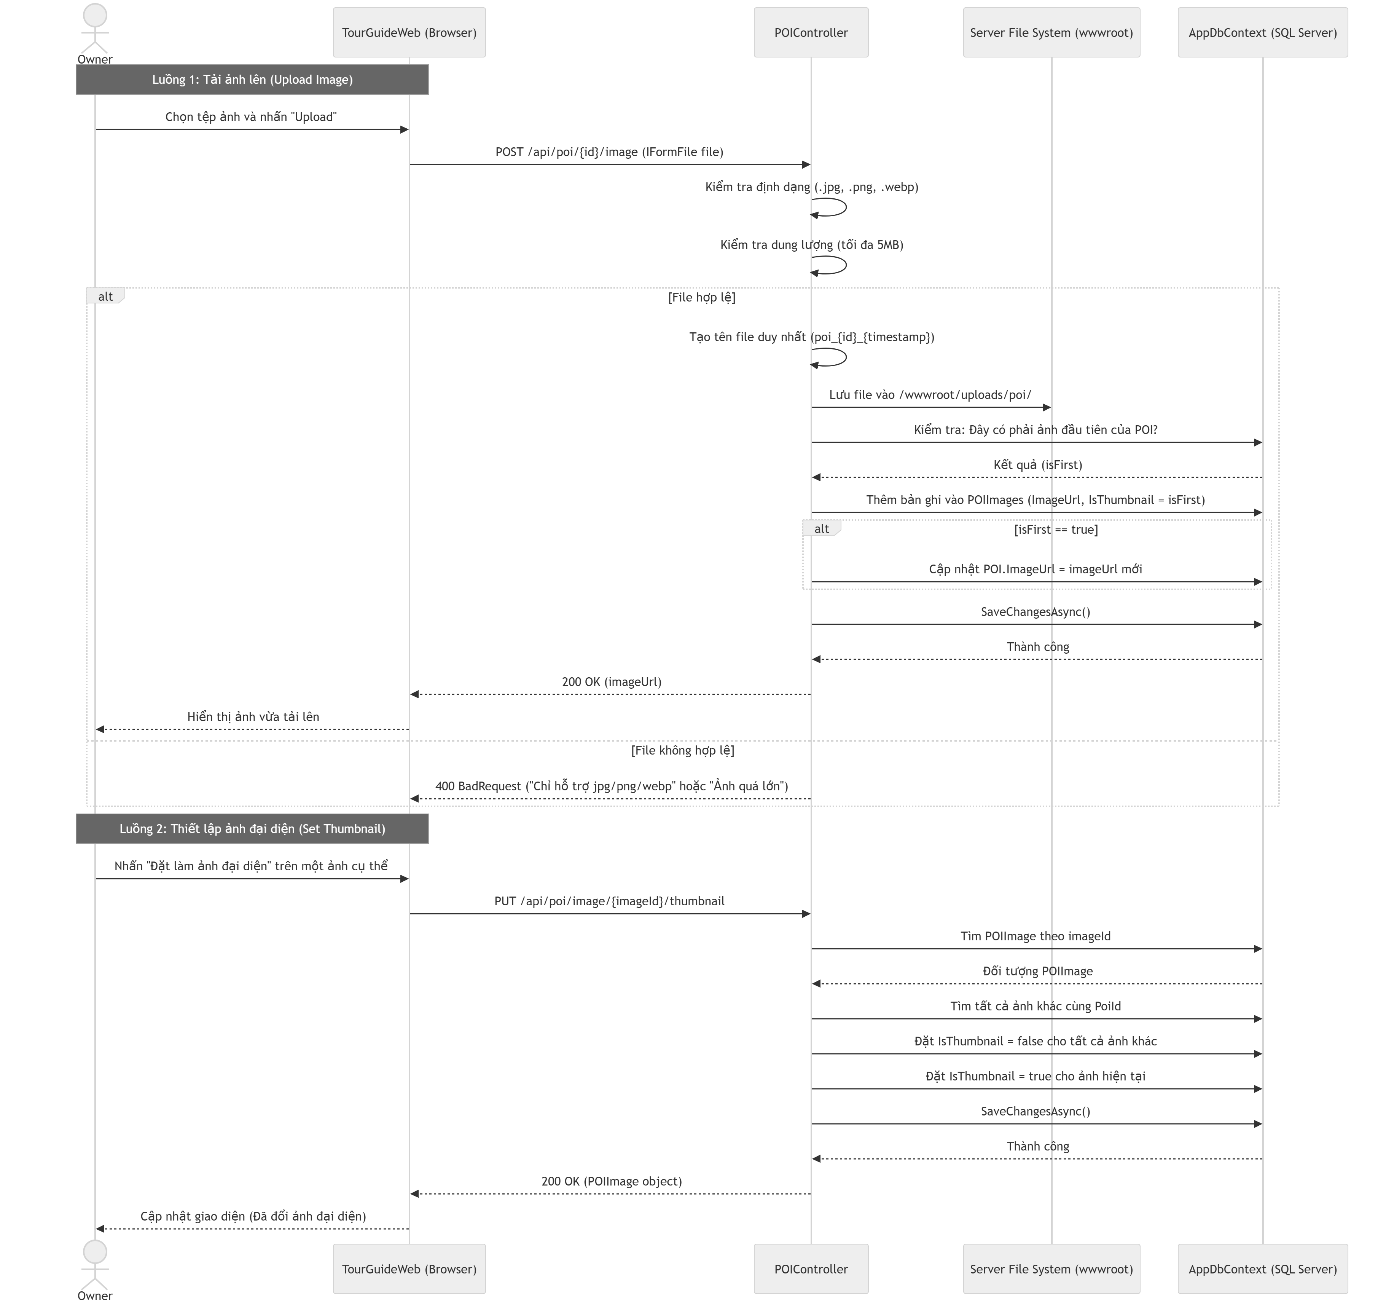 Owner
TourGuideWeb (Browser)
POIController
Server File System (wwwroot)
AppDbContext (SQL Server)
Luồng 1: Tải ảnh lên (Upload Image)
Chọn tệp ảnh và nhấn "Upload"
POST /api/poi/{id}/image (IFormFile file)
Kiểm tra định dạng (.jpg, .png, .webp)
Kiểm tra dung lượng (tối đa 5MB)
alt
[File hợp lệ]
Tạo tên file duy nhất (poi_{id}_{timestamp})
Lưu file vào /wwwroot/uploads/poi/
Kiểm tra: Đây có phải ảnh đầu tiên của POI?
Kết quả (isFirst)
Thêm bản ghi vào POIImages (ImageUrl, IsThumbnail = isFirst)
alt
[isFirst == true]
Cập nhật POI.ImageUrl = imageUrl mới
SaveChangesAsync()
Thành công
200 OK (imageUrl)
Hiển thị ảnh vừa tải lên
[File không hợp lệ]
400 BadRequest ("Chỉ hỗ trợ jpg/png/webp" hoặc "Ảnh quá lớn")
Luồng 2: Thiết lập ảnh đại diện (Set Thumbnail)
Nhấn "Đặt làm ảnh đại diện" trên một ảnh cụ thể
PUT /api/poi/image/{imageId}/thumbnail
Tìm POIImage theo imageId
Đối tượng POIImage
Tìm tất cả ảnh khác cùng PoiId
Đặt IsThumbnail = false cho tất cả ảnh khác
Đặt IsThumbnail = true cho ảnh hiện tại
SaveChangesAsync()
Thành công
200 OK (POIImage object)
Cập nhật giao diện (Đã đổi ảnh đại diện)
Owner
TourGuideWeb (Browser)
POIController
Server File System (wwwroot)
AppDbContext (SQL Server)